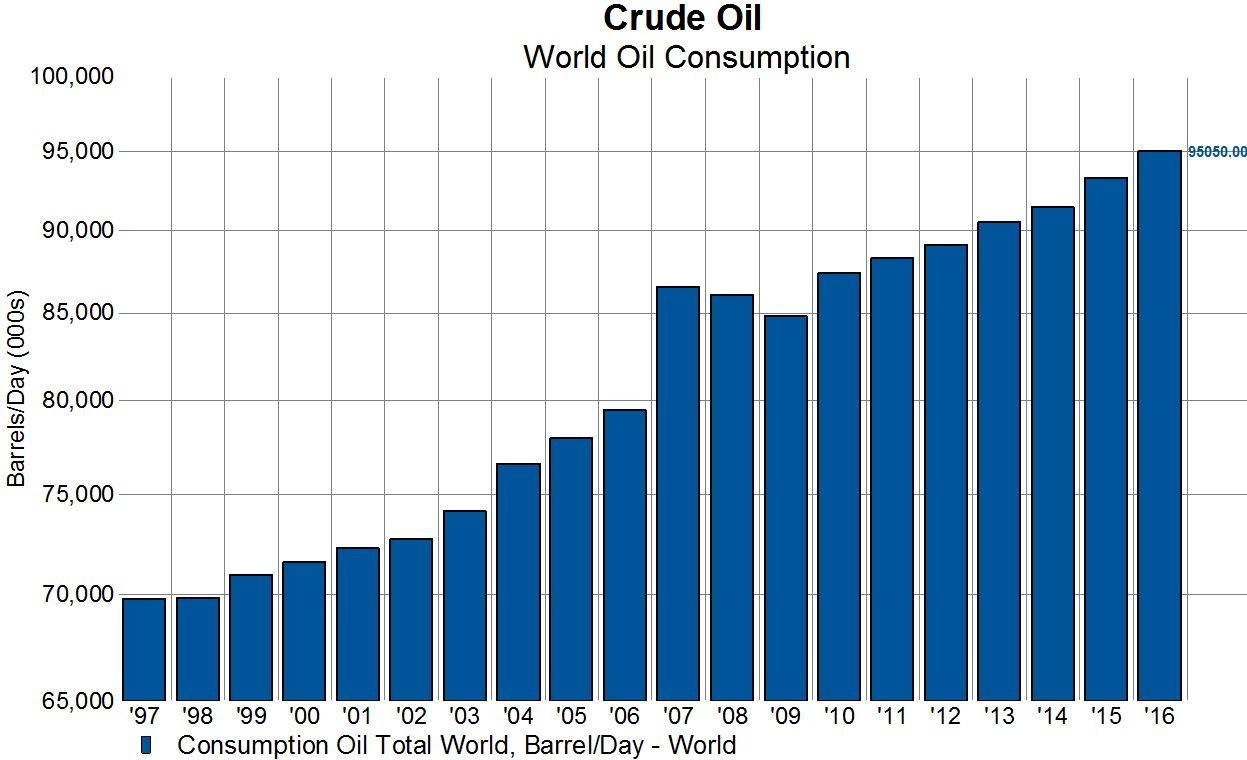 Crude Oil
World Oil Consumption
100,000
95,000
95050.00
90,000
85,000
80,000
75,000
70,000
65,000
Barrels/Day (000s)
'97 '98 '99 '00 '01 '02 '03 '04 '05 '06 '07 '08 '09 '10 '11 '12 '13 '14 '15 '16
Consumption Oil Total World, Barrel/Day - World